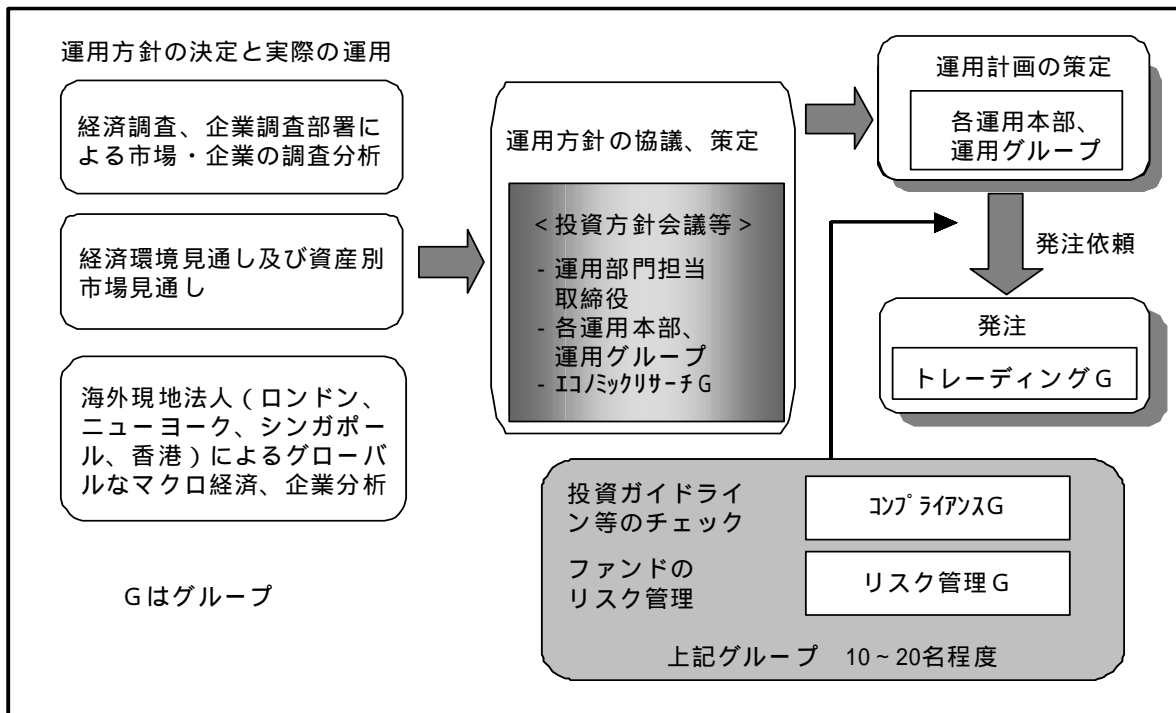 運用方針の決定と実際の運用
経済調査、企業調査部署に
よる市場・企業の調査分析
経済環境見通し及び資産別
市場見通し
海外現地法人（ロンドン、
ニューヨーク、シンガポー
ル、香港）によるグローバ
ルなマクロ経済、企業分析
Gはグループ
運用方針の協議、策定
＜投資方針会議等＞
- 運用部門担当
取締役
- 各運用本部、
運用グループ
- ｴｺﾉﾐｯｸﾘｻｰﾁG
運用計画の策定
各運用本部、
運用グループ
発注依頼
発注
トレーディングG
投資ガイドライ
ン等のチェック
ｺﾝﾌﾟﾗｲｱﾝｽG
ファンドの
リスク管理
リスク管理G
上記グループ 10～20名程度